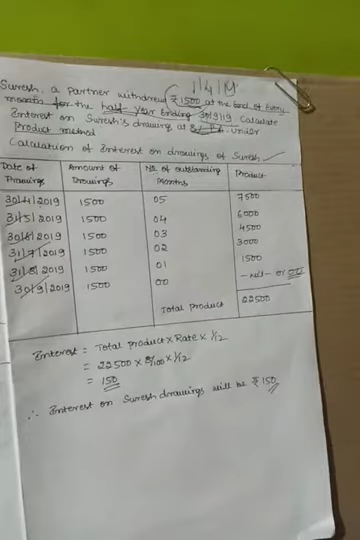 1/4/19
Suresh, a partner withdrew ₹1500 at the end of Every
month for the half year Ending 30/9/19 Calculate
Interest on Suresh's drawing at under
Product method
Calculation of Interest on drawings of Suresh
Date of Drawings | Amount of Drawings | No of outstanding Months | Product
30/4/2019 | 1500 | 05 | 7500
31/5/2019 | 1500 | 04 | 6000
30/6/2019 | 1500 | 03 | 4500
31/7/2019 | 1500 | 02 | 3000
31/8/2019 | 1500 | 01 | 1500
30/9/2019 | 1500 | 00 | -nil- or 00
Total product | 22500
Interest = Total product x Rate x 1/12
= 22500 x 8/100 x 1/12
= 150
∴ Interest on Suresh drawings will be ₹150